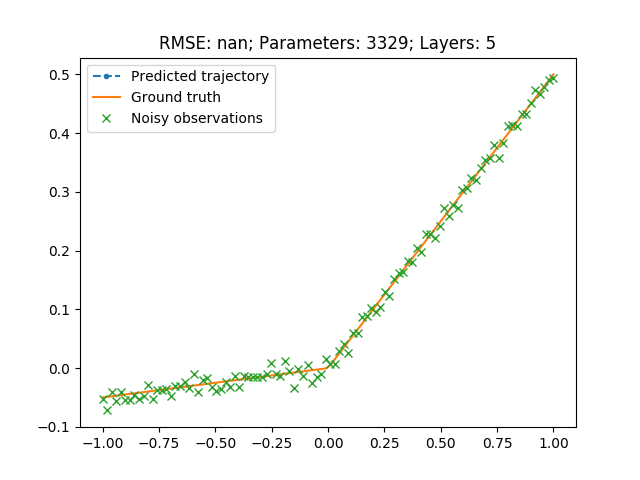 RMSE: nan; Parameters: 3329; Layers: 5
Predicted trajectory
Ground truth
Noisy observations
0.5
0.4
0.3
0.2
0.1
0.0
−0.1
−1.00 −0.75 −0.50 −0.25 0.00 0.25 0.50 0.75 1.00